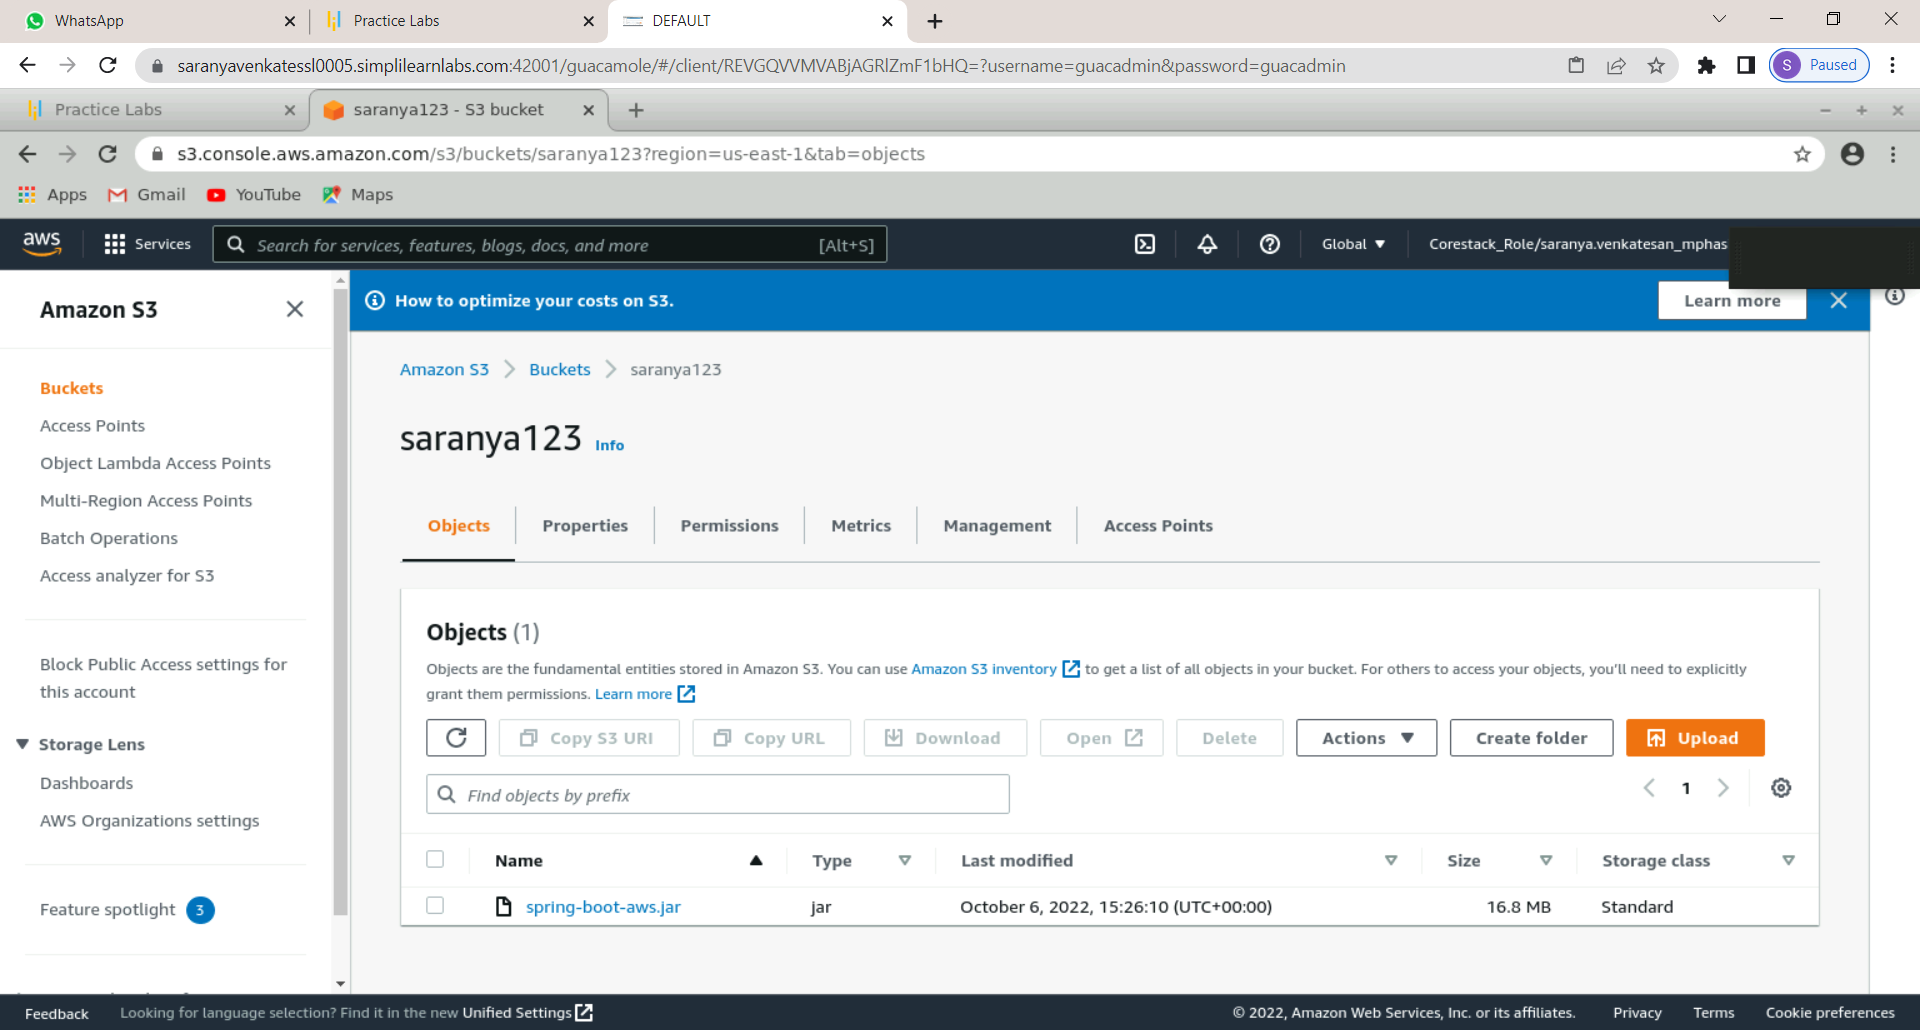 WhatsApp
Practice Labs
DEFAULT
saranyavenkatessl0005.simplilearnlabs.com:42001/guacamole/#/client/REVGQVVMVABjAGRlZmF1bHQ=?username=guacadmin&password=guacadmin
S Paused
Practice Labs
saranya123 - S3 bucket
s3.console.aws.amazon.com/s3/buckets/saranya123?region=us-east-1&tab=objects
Apps Gmail YouTube Maps
aws Services Search for services, features, blogs, docs, and more [Alt+S] Global Corestack_Role/saranya.venkatesan_mphas
Amazon S3
Buckets
Access Points
Object Lambda Access Points
Multi-Region Access Points
Batch Operations
Access analyzer for S3
Block Public Access settings for
this account
Storage Lens
Dashboards
AWS Organizations settings
Feature spotlight 3
How to optimize your costs on S3. Learn more
Amazon S3 Buckets saranya123
saranya123 Info
Objects Properties Permissions Metrics Management Access Points
Objects (1)
Objects are the fundamental entities stored in Amazon S3. You can use Amazon S3 inventory to get a list of all objects in your bucket. For others to access your objects, you'll need to explicitly
grant them permissions. Learn more
Copy S3 URI Copy URL Download Open Delete Actions Create folder Upload
Find objects by prefix 1
Name Type Last modified Size Storage class
spring-boot-aws.jar jar October 6, 2022, 15:26:10 (UTC+00:00) 16.8 MB Standard
Feedback Looking for language selection? Find it in the new Unified Settings © 2022, Amazon Web Services, Inc. or its affiliates. Privacy Terms Cookie preferences